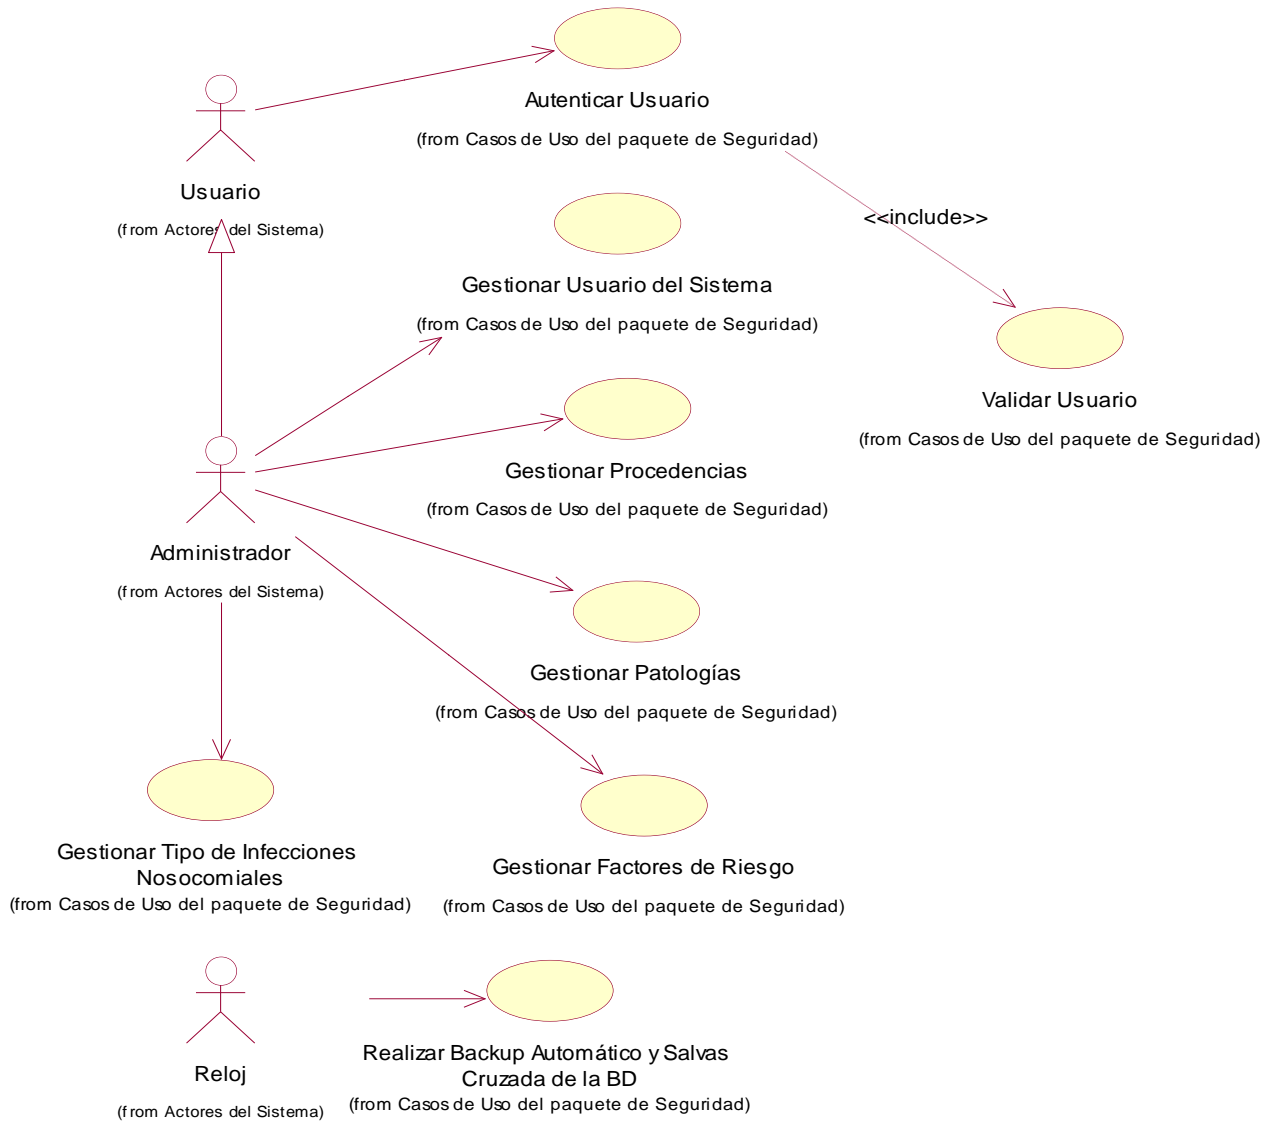 Autenticar Usuario
(from Casos de Uso del paquete de Seguridad)
Usuario
(from Actores del Sistema)
<<include>>
Gestionar Usuario del Sistema
(from Casos de Uso del paquete de Seguridad)
Validar Usuario
(from Casos de Uso del paquete de Seguridad)
Gestionar Procedencias
(from Casos de Uso del paquete de Seguridad)
Administrador
(from Actores del Sistema)
Gestionar Patologías
(from Casos de Uso del paquete de Seguridad)
Gestionar Tipo de Infecciones
Nosocomiales
(from Casos de Uso del paquete de Seguridad)
Gestionar Factores de Riesgo
(from Casos de Uso del paquete de Seguridad)
Reloj
(from Actores del Sistema)
Realizar Backup Automático y Salvas
Cruzada de la BD
(from Casos de Uso del paquete de Seguridad)